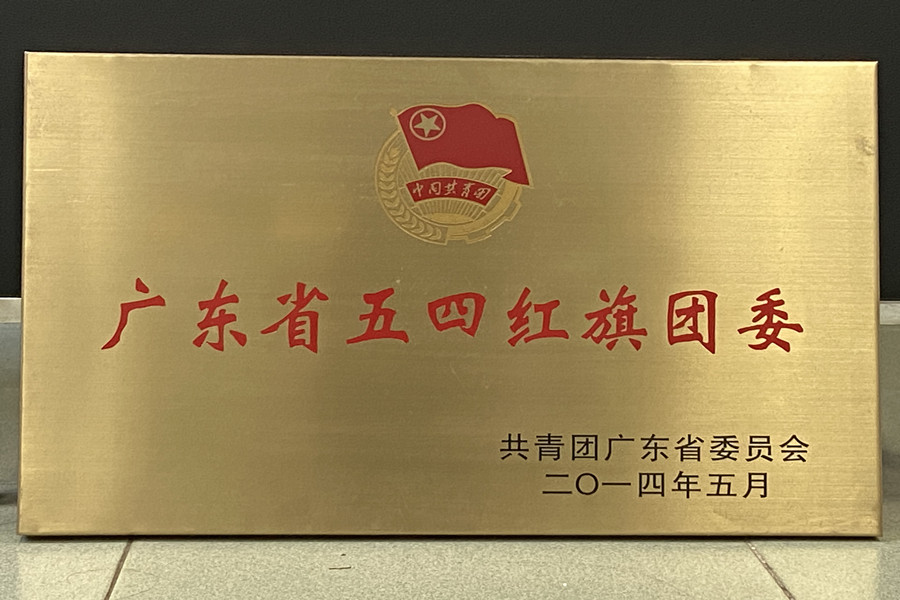 中国共青团
广东省五四红旗团委
共青团广东省委员会
二〇一四年五月